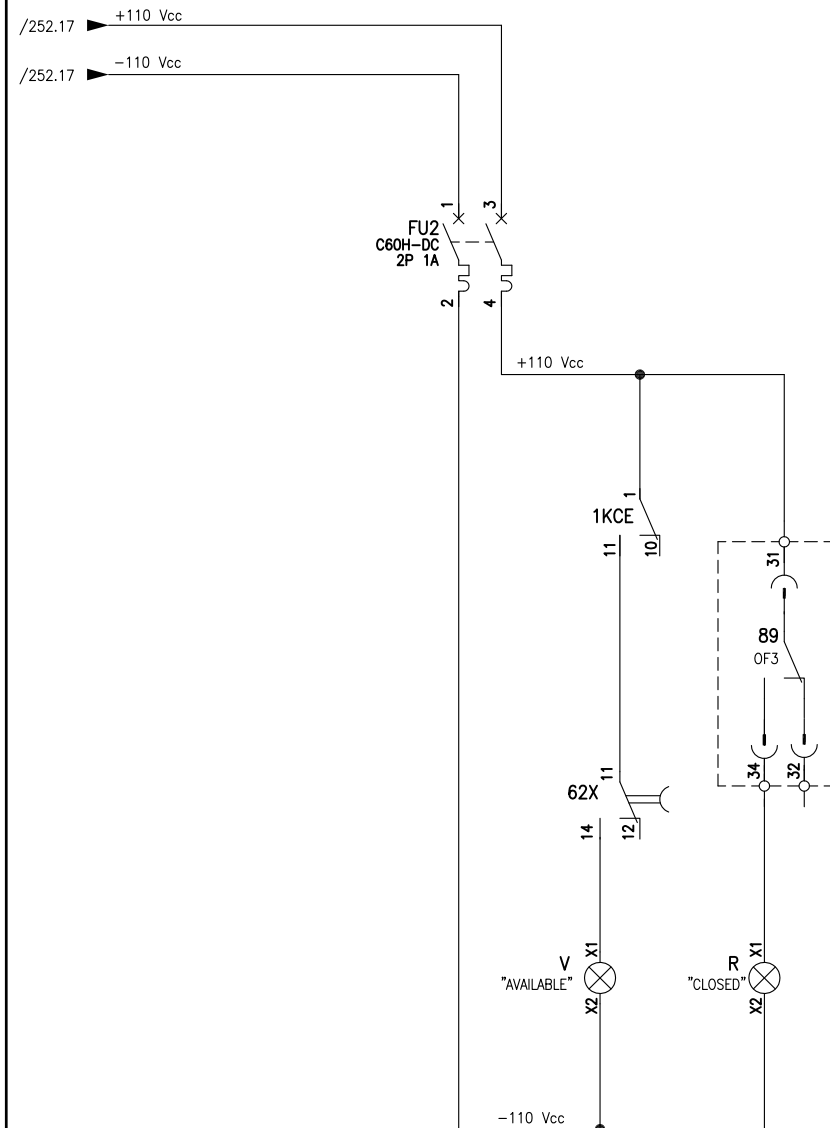 +110 Vcc
/252.17
-110 Vcc
/252.17
1
3
FU2
C60H-DC
2P 1A
2
4
+110 Vcc
1
1KCE
11
10
31
89
OF3
11
62X
14
12
34
32
X1
V
"AVAILABLE"
X2
X1
R
"CLOSED"
X2
-110 Vcc